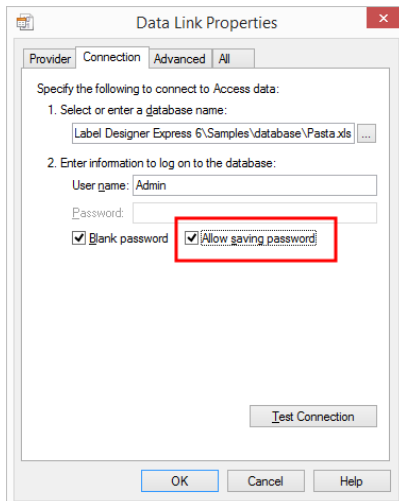 Data Link Properties
Provider Connection Advanced All
Specify the following to connect to Access data:
1. Select or enter a database name:
Label Designer Express 6\Samples\database\Pasta.xls ...
2. Enter information to log on to the database:
User name: Admin
Password:
Blank password Allow saving password
Test Connection
OK Cancel Help